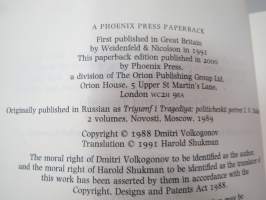 A PHOENIX PRESS PAPERBACK
First published in Great Britain
by Weidenfeld & Nicolson in 1991
This paperback edition published in 2000
by Phoenix Press,
a division of The Orion Publishing Group Ltd,
Orion House, 5 Upper St Martin's Lane,
London WC2H 9EA
Originally published in Russian as Triyumf i Tragediya: politicheskii portret I. V.
2 volumes, Novosti, Moscow, 1989
Copyright © 1988 Dmitri Volkogonov
Translation © 1991 Harold Shukman
The moral right of Dmitri Volkogonov to be identified as the author
and the moral right of Harold Shukman to be identified as the translator of
this work has been asserted by them in accordance with the
Copyright, Designs and Patents Act 1988.